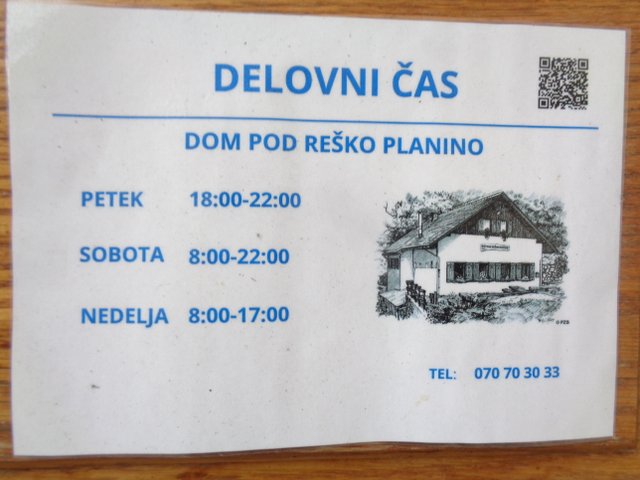 DELOVNI ČAS
DOM POD REŠKO PLANINO
PETEK 18:00-22:00
SOBOTA 8:00-22:00
NEDELJA 8:00-17:00
TEL: 070 70 30 33